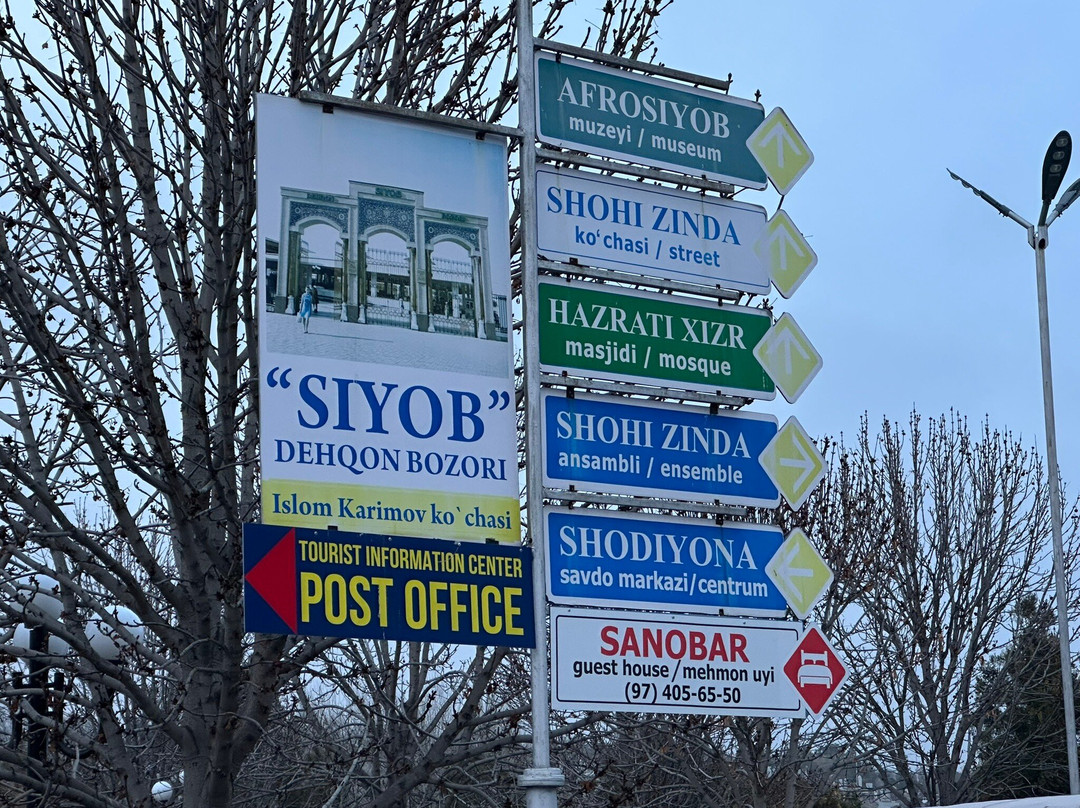 SIYOB
"SIYOB"
DEHQON BOZORI
Islom Karimov ko`chasi
TOURIST INFORMATION CENTER
POST OFFICE
AFROSIYOB
muzeyi / museum
SHOHI ZINDA
ko‘chasi / street
HAZRATI XIZR
masjidi / mosque
SHOHI ZINDA
ansambli / ensemble
SHODIYONA
savdo markazi/centrum
SANOBAR
guest house/mehmon uyi
(97) 405-65-50